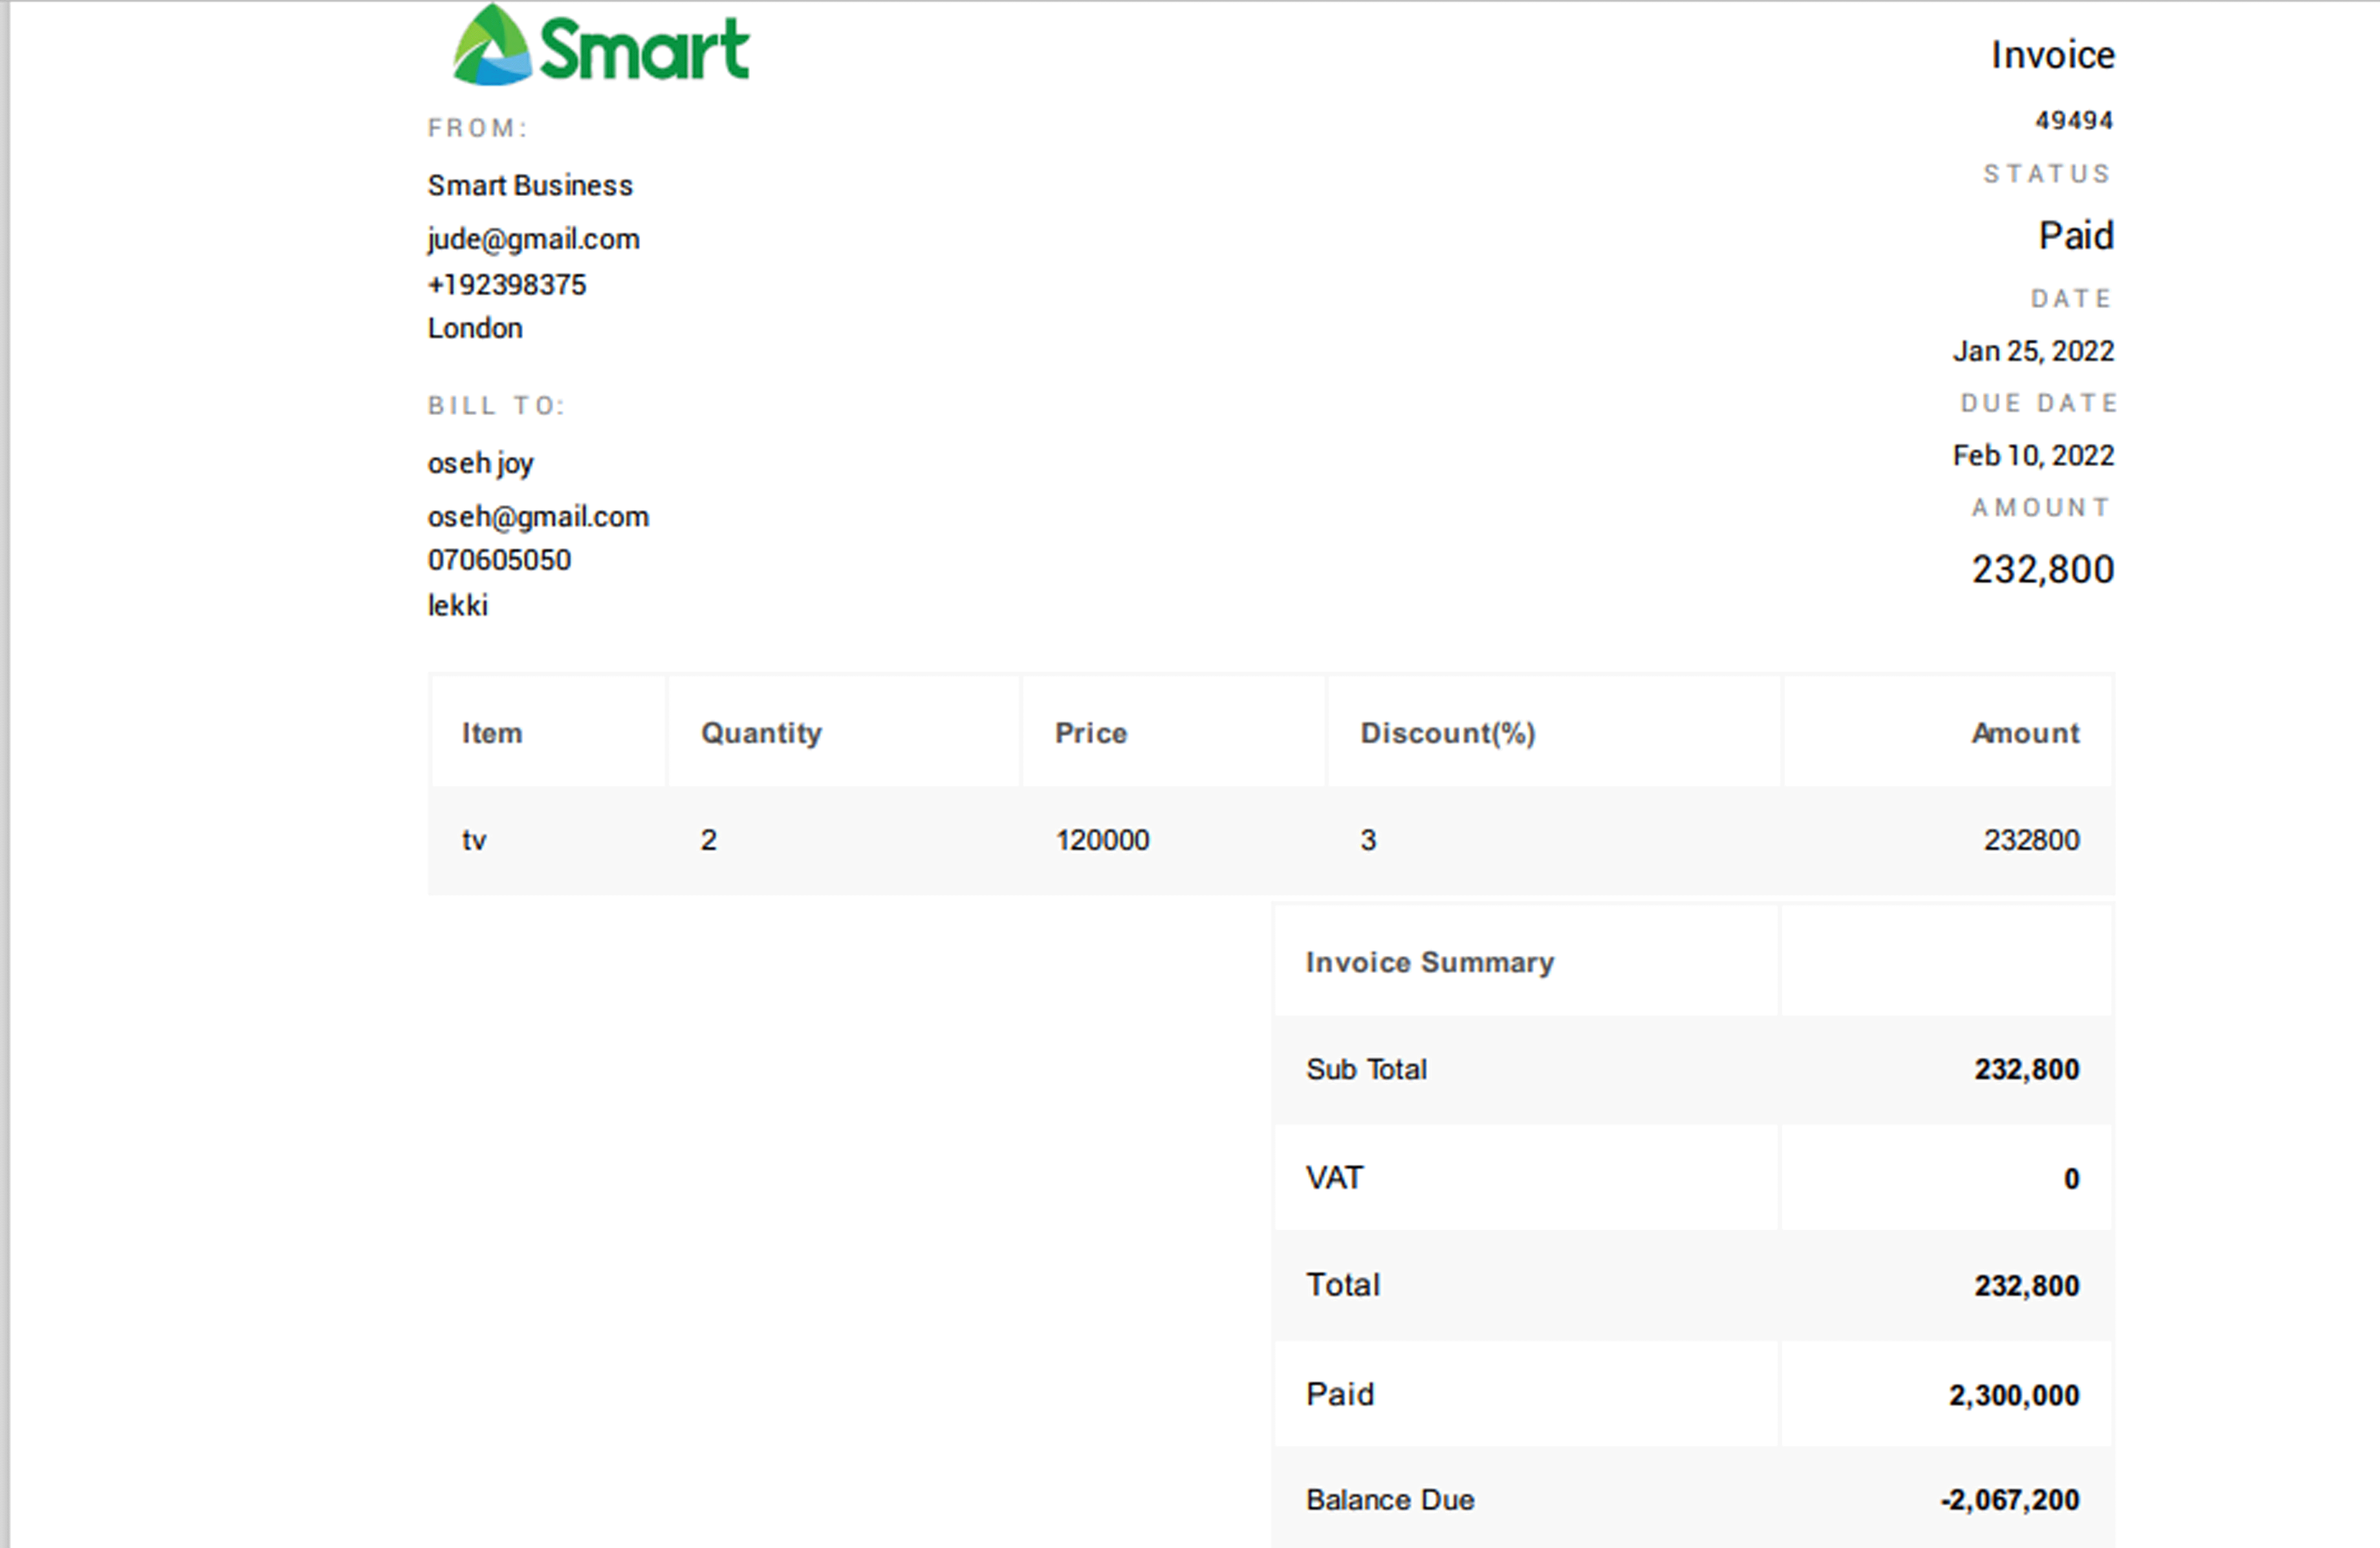 Smart
Invoice
49494
FROM:
STATUS
Smart Business
Paid
jude@gmail.com
+192398375
London
DATE
Jan 25, 2022
DUE DATE
Feb 10, 2022
AMOUNT
232,800
BILL TO:
oseh joy
oseh@gmail.com
070605050
lekki
Item Quantity Price Discount(%) Amount
tv 2 120000 3 232800
Invoice Summary
Sub Total 232,800
VAT 0
Total 232,800
Paid 2,300,000
Balance Due -2,067,200